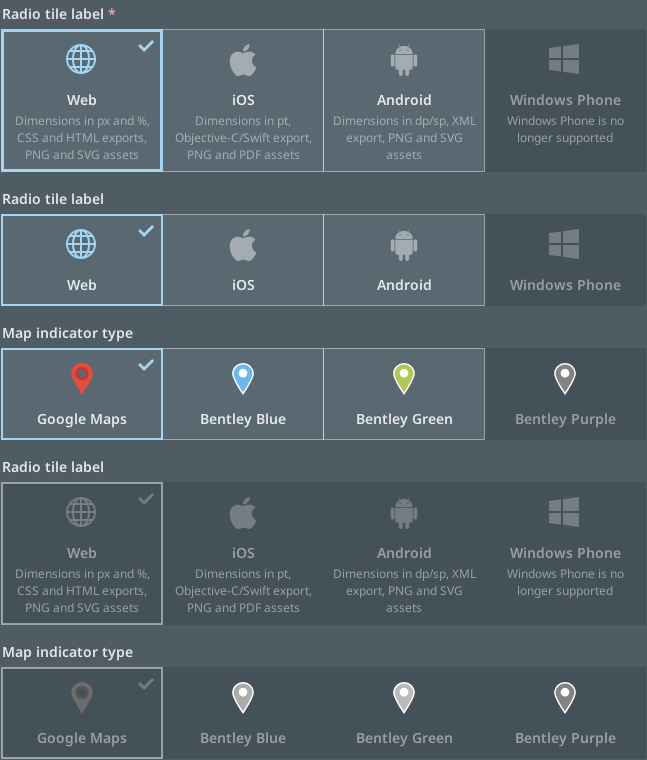 Radio tile label *
Web
iOS
Android
Windows Phone
Dimensions in px and %,
CSS and HTML exports,
PNG and SVG assets
Dimensions in pt,
Objective-C/Swift export,
PNG and PDF assets
Dimensions in dp/sp, XML
export, PNG and SVG
assets
Windows Phone is no
longer supported
Radio tile label
Web
iOS
Android
Windows Phone
Map indicator type
Google Maps
Bentley Blue
Bentley Green
Bentley Purple
Radio tile label
Web
iOS
Android
Windows Phone
Dimensions in px and %,
CSS and HTML exports,
PNG and SVG assets
Dimensions in pt,
Objective-C/Swift export,
PNG and PDF assets
Dimensions in dp/sp, XML
export, PNG and SVG
assets
Windows Phone is no
longer supported
Map indicator type
Google Maps
Bentley Blue
Bentley Green
Bentley Purple